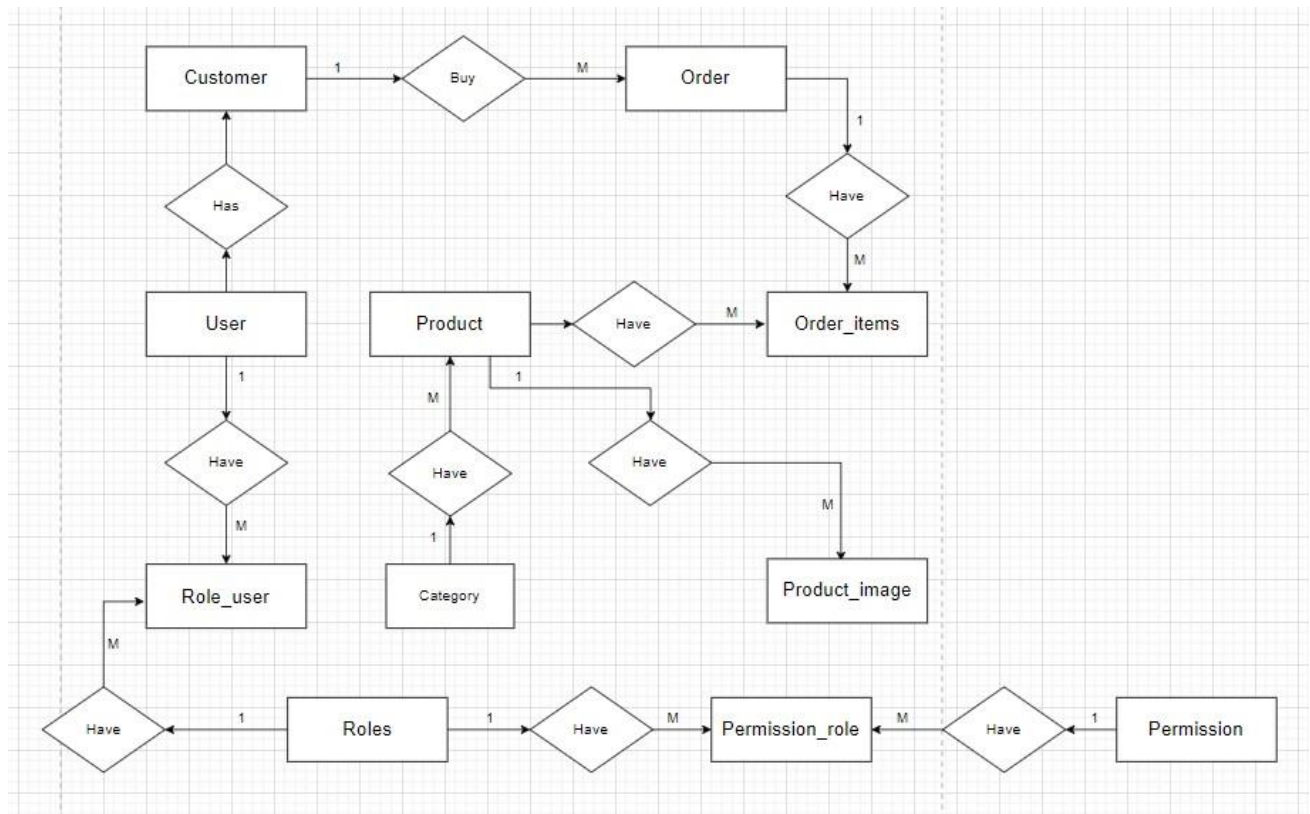 Customer
1
Buy
M
Order
1
Have
M
Has
User
Product
Have
M
Order_items
1
Have
M
M
Have
1
1
Have
M
Role_user
Category
Product_image
M
Have
1
Roles
1
Have
M
Permission_role
M
Have
1
Permission